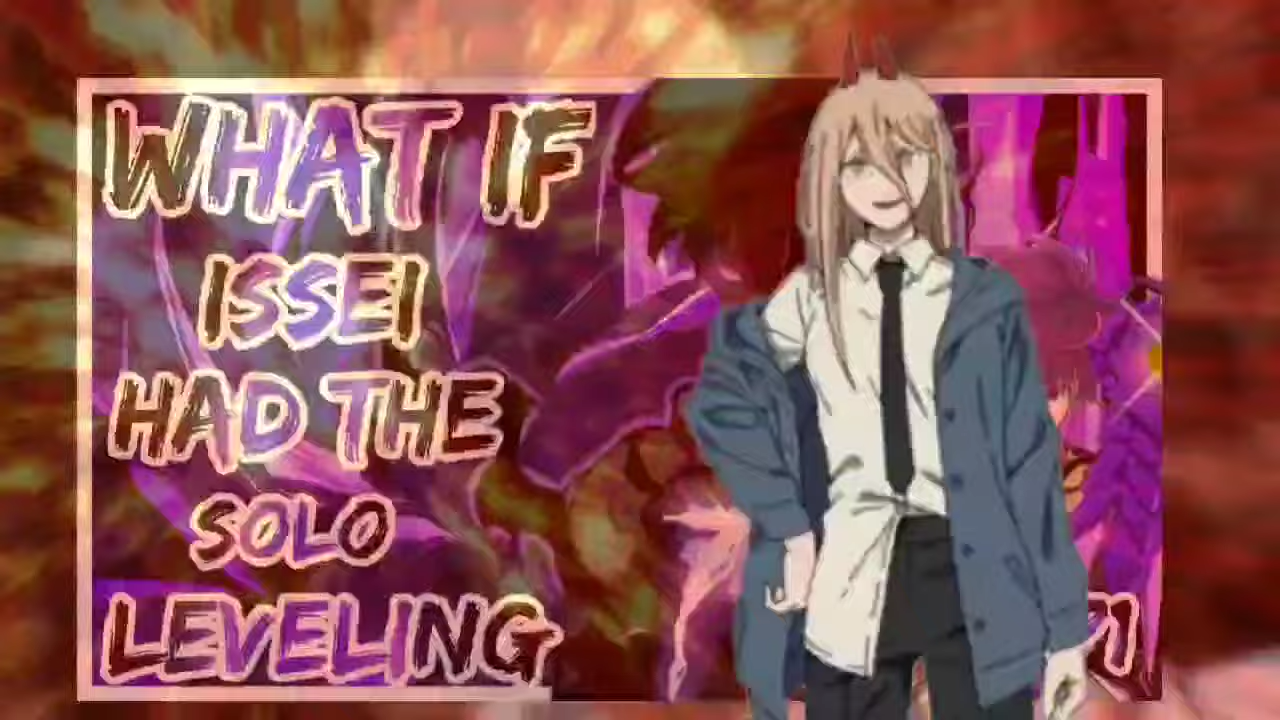 WHAT IF
ISSEI
HAD THE
SOLO
LEVELING